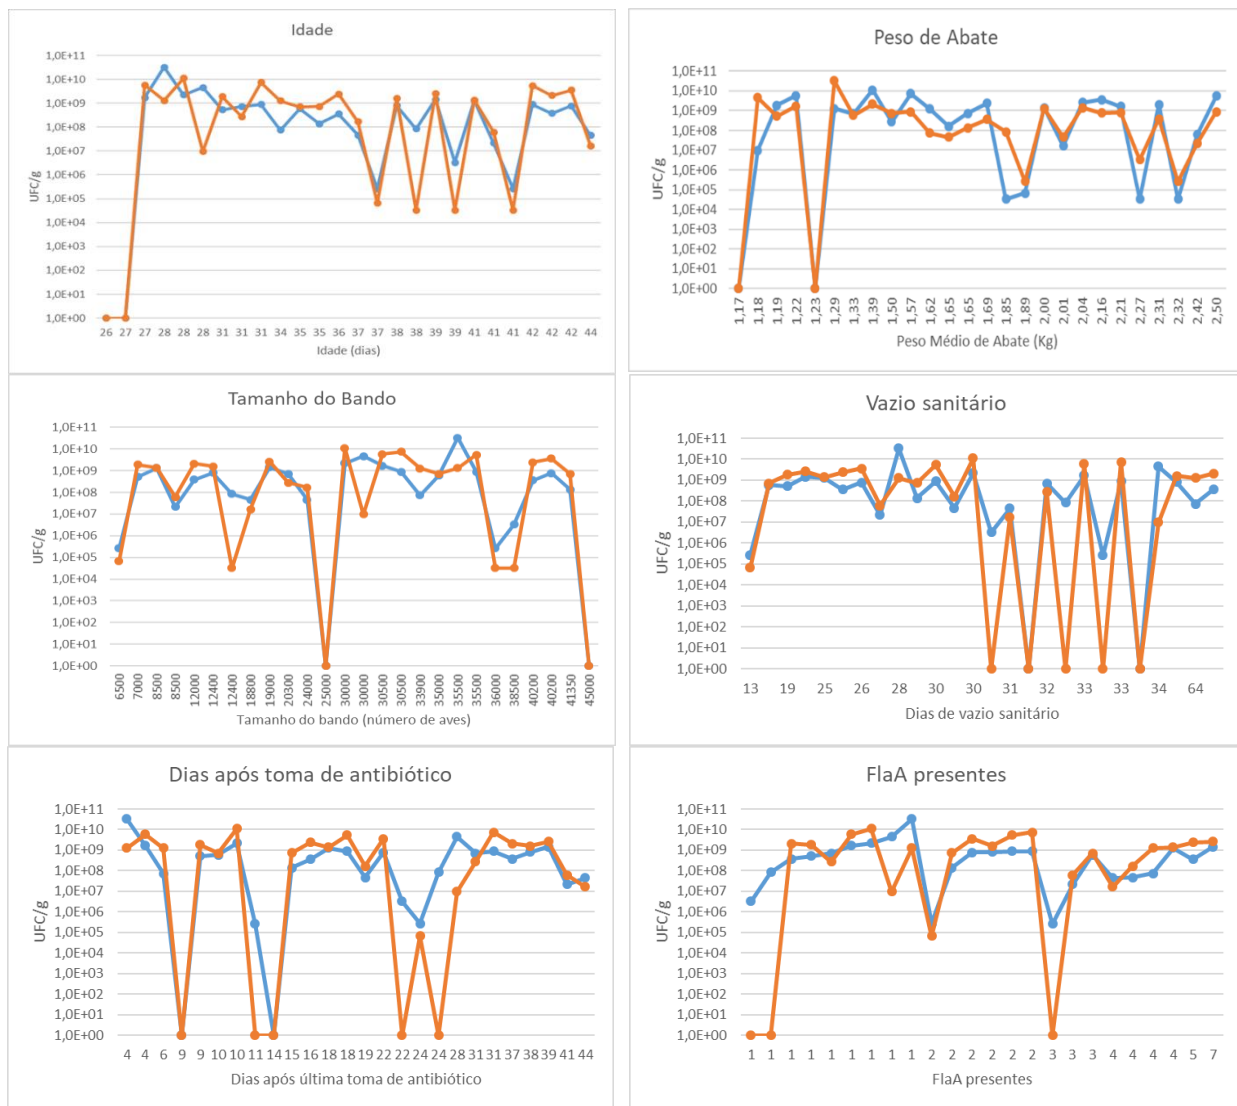 Idade
1,0E+11
1,0E+10
1,0E+09
1,0E+08
1,0E+07
1,0E+06
1,0E+05
1,0E+04
1,0E+03
1,0E+02
1,0E+01
1,0E+00
UFC/g
26 27 27 28 28 28 31 31 31 34 35 35 36 37 37 38 38 39 39 41 41 41 42 42 42 44
Idade (dias)
Peso de Abate
1,0E+11
1,0E+10
1,0E+09
1,0E+08
1,0E+07
1,0E+06
1,0E+05
1,0E+04
1,0E+03
1,0E+02
1,0E+01
1,0E+00
UFC/g
1,17 1,18 1,19 1,22 1,23 1,29 1,33 1,39 1,50 1,57 1,62 1,65 1,65 1,69 1,85 1,89 2,00 2,01 2,04 2,16 2,21 2,27 2,31 2,32 2,42 2,50
Peso Médio de Abate (Kg)
Tamanho do Bando
1,0E+11
1,0E+10
1,0E+09
1,0E+08
1,0E+07
1,0E+06
1,0E+05
1,0E+04
1,0E+03
1,0E+02
1,0E+01
1,0E+00
UFC/g
6500 7000 8500 8500 12000 12400 12400 18800 19000 20300 24000 25000 30000 30000 30500 30500 33900 35000 35500 35500 36000 38500 40200 40200 41350 45000
Tamanho do bando (número de aves)
Vazio sanitário
1,0E+11
1,0E+10
1,0E+09
1,0E+08
1,0E+07
1,0E+06
1,0E+05
1,0E+04
1,0E+03
1,0E+02
1,0E+01
1,0E+00
UFC/g
13 19 25 26 28 30 30 31 32 33 33 34 64
Dias de vazio sanitário
Dias após toma de antibiótico
1,0E+11
1,0E+10
1,0E+09
1,0E+08
1,0E+07
1,0E+06
1,0E+05
1,0E+04
1,0E+03
1,0E+02
1,0E+01
1,0E+00
UFC/g
4 4 6 9 9 10 10 11 14 15 16 18 18 19 22 22 24 24 28 31 31 37 38 39 41 44
Dias após última toma de antibiótico
FlaA presentes
1,0E+11
1,0E+10
1,0E+09
1,0E+08
1,0E+07
1,0E+06
1,0E+05
1,0E+04
1,0E+03
1,0E+02
1,0E+01
1,0E+00
UFC/g
1 1 1 1 1 1 1 1 1 2 2 2 2 2 2 3 3 3 4 4 4 4 5 7
FlaA presentes